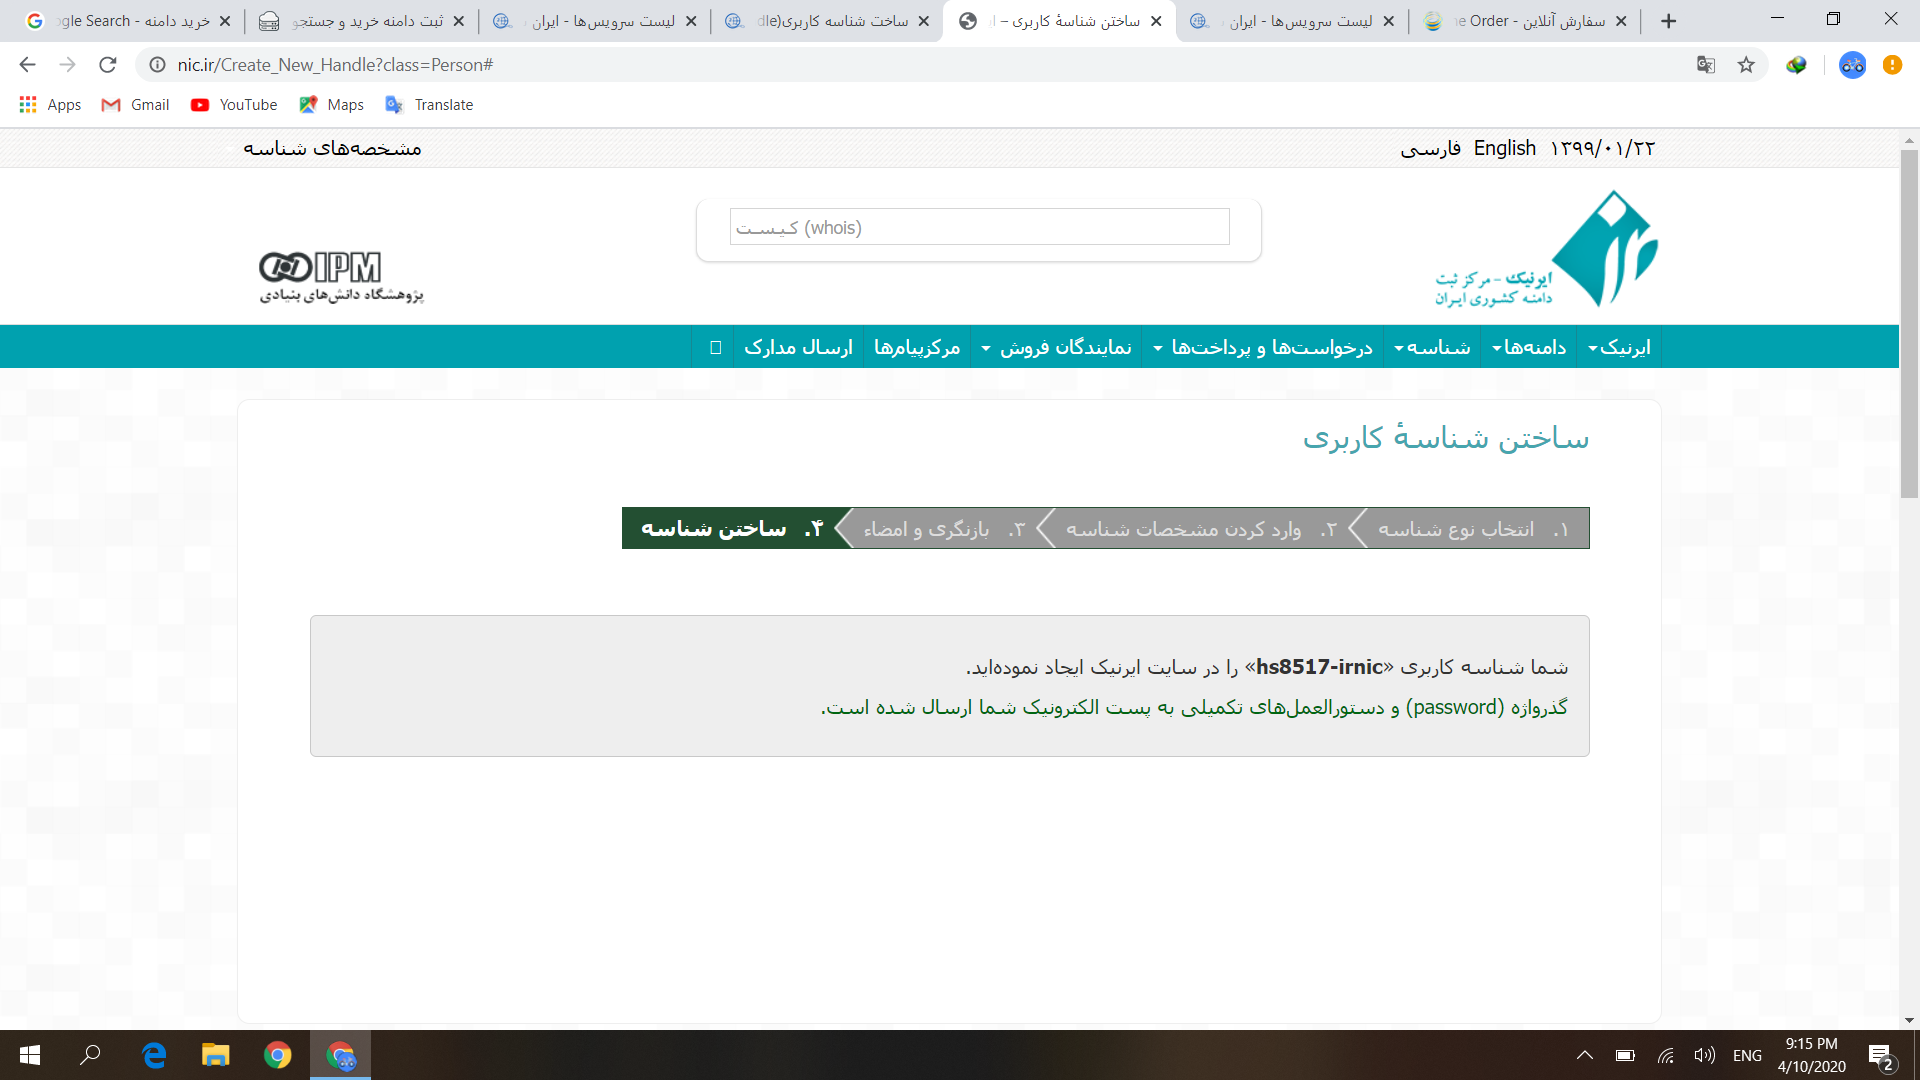 خرید دامنه - ogle Search
ثبت دامنه خرید و جستجو
لیست سرویس‌ها - ایران
ساخت شناسه کاربری(dle
ساختن شناسهٔ کاربری –
لیست سرویس‌ها - ایران
سفارش آنلاین - ne Order
nic.ir/Create_New_Handle?class=Person#
Apps Gmail YouTube Maps Translate
۱۳۹۹/۰۱/۲۲ English فارسی
مشخصه‌های شناسه
کـیـسـت (whois)
ایرنیک - مرکز ثبت
دامنه کشوری ایران
IPM
پژوهشگاه دانش‌های بنیادی
ایرنیک دامنه‌ها شناسه درخواست‌ها و پرداخت‌ها نمایندگان فروش مرکزپیام‌ها ارسال مدارک
ساختن شناسهٔ کاربری
۱. انتخاب نوع شناسه ۲. وارد کردن مشخصات شناسه ۳. بازنگری و امضاء ۴. ساختن شناسه
شما شناسه کاربری «hs8517-irnic» را در سایت ایرنیک ایجاد نموده‌اید.
گذرواژه (password) و دستورالعمل‌های تکمیلی به پست الکترونیک شما ارسال شده است.
ENG
9:15 PM
4/10/2020
2